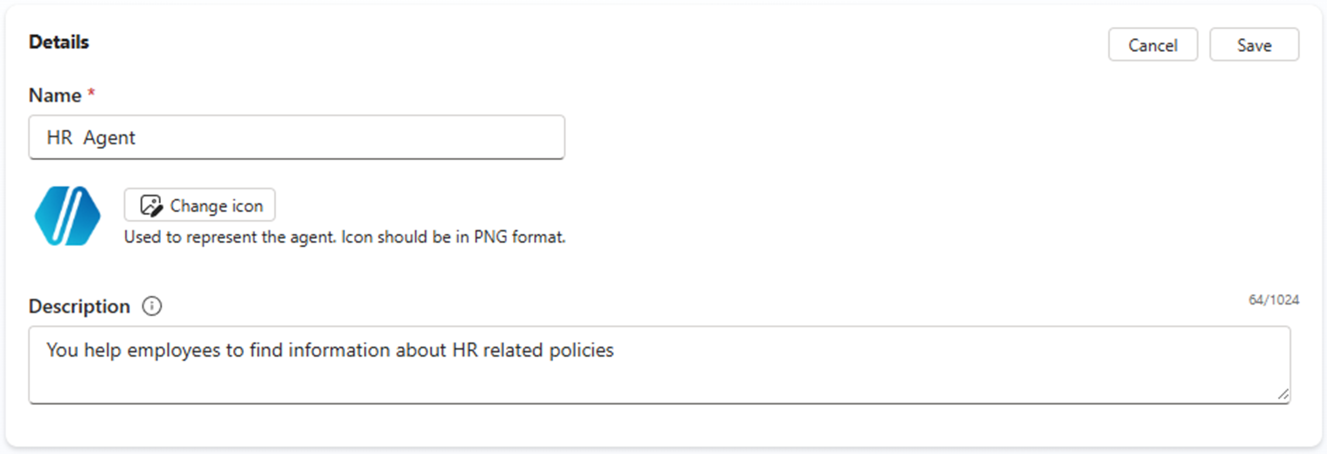 Details
Cancel
Save
Name *
HR  Agent
Change icon
Used to represent the agent. Icon should be in PNG format.
Description
64/1024
You help employees to find information about HR related policies